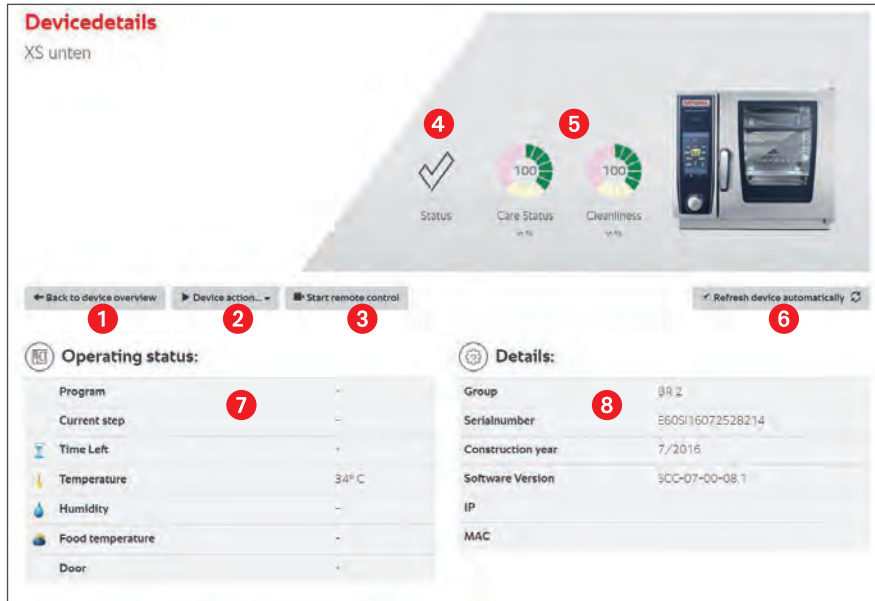 Devicedetails
XS unten
4
5
100
100
Status
Care Status
Cleanliness
in %
in %
Back to device overview
Device action...
Start remote control
Refresh device automatically
1
2
3
6
Operating status:
Details:
Program -
Group BR 2
7
8
Current step -
Serialnumber E60SI16072528214
Time Left -
Construction year 7/2016
Temperature 34° C
Software Version SCC-07-00-08.1
Humidity -
IP
Food temperature -
MAC
Door -